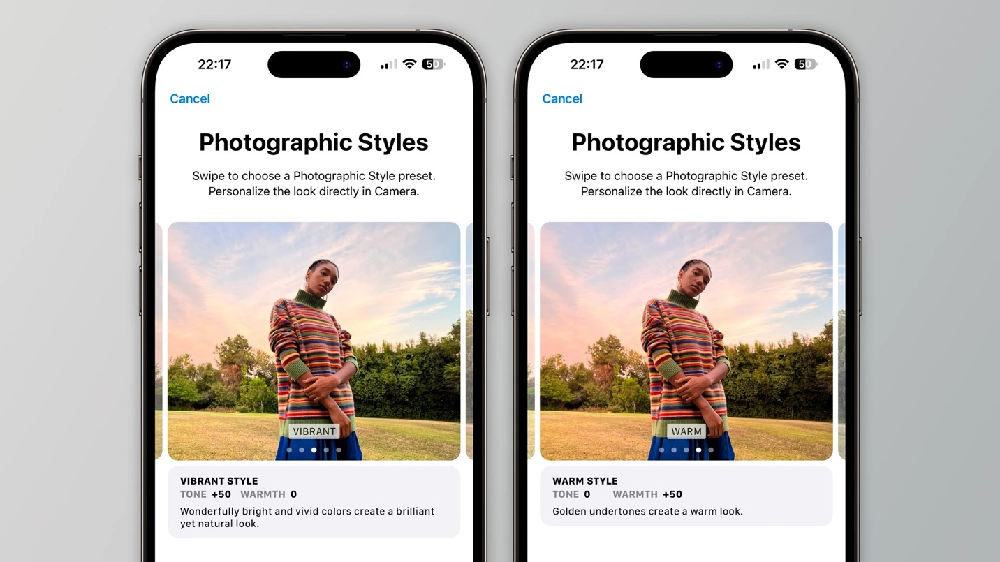 22:17
50
Cancel
Photographic Styles
Swipe to choose a Photographic Style preset.
Personalize the look directly in Camera.
VIBRANT
VIBRANT STYLE
TONE +50 WARMTH 0
Wonderfully bright and vivid colors create a brilliant
yet natural look.
22:17
50
Cancel
Photographic Styles
Swipe to choose a Photographic Style preset.
Personalize the look directly in Camera.
WARM
WARM STYLE
TONE 0 WARMTH +50
Golden undertones create a warm look.